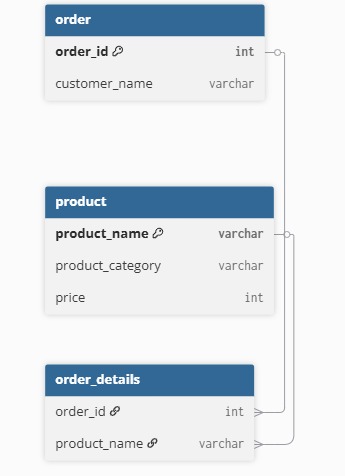 order
order_id int
customer_name varchar
product
product_name varchar
product_category varchar
price int
order_details
order_id int
product_name varchar